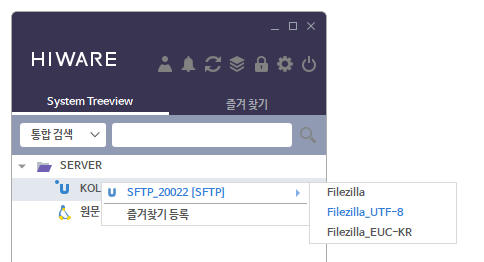 HIWARE
System Treeview
즐겨 찾기
통합 검색
SERVER
KOL
SFTP_20022 [SFTP]
Filezilla
원문
즐겨찾기 등록
Filezilla_UTF-8
Filezilla_EUC-KR